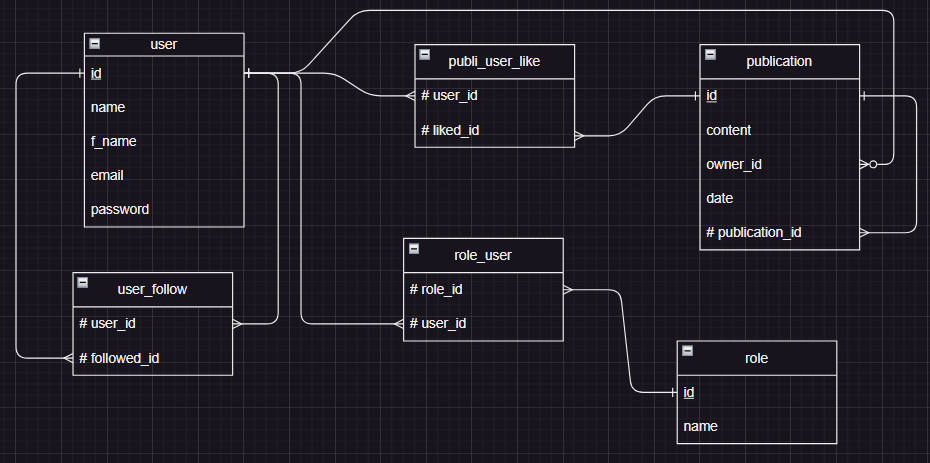 user
id
name
f_name
email
password
publi_user_like
# user_id
# liked_id
publication
id
content
owner_id
date
# publication_id
user_follow
# user_id
# followed_id
role_user
# role_id
# user_id
role
id
name